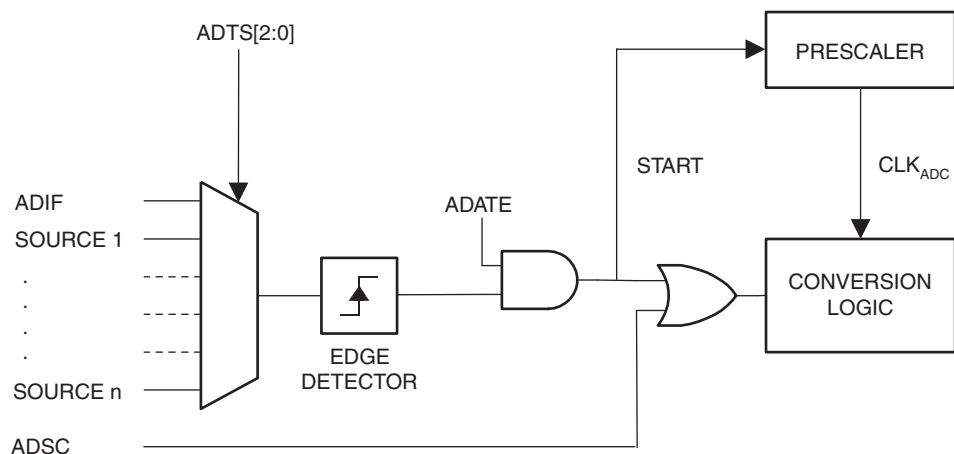 ADTS[2:0]
PRESCALER
START
CLKADC
ADIF
ADATE
SOURCE 1
.
.
.
.
CONVERSION
LOGIC
EDGE
DETECTOR
SOURCE n
ADSC